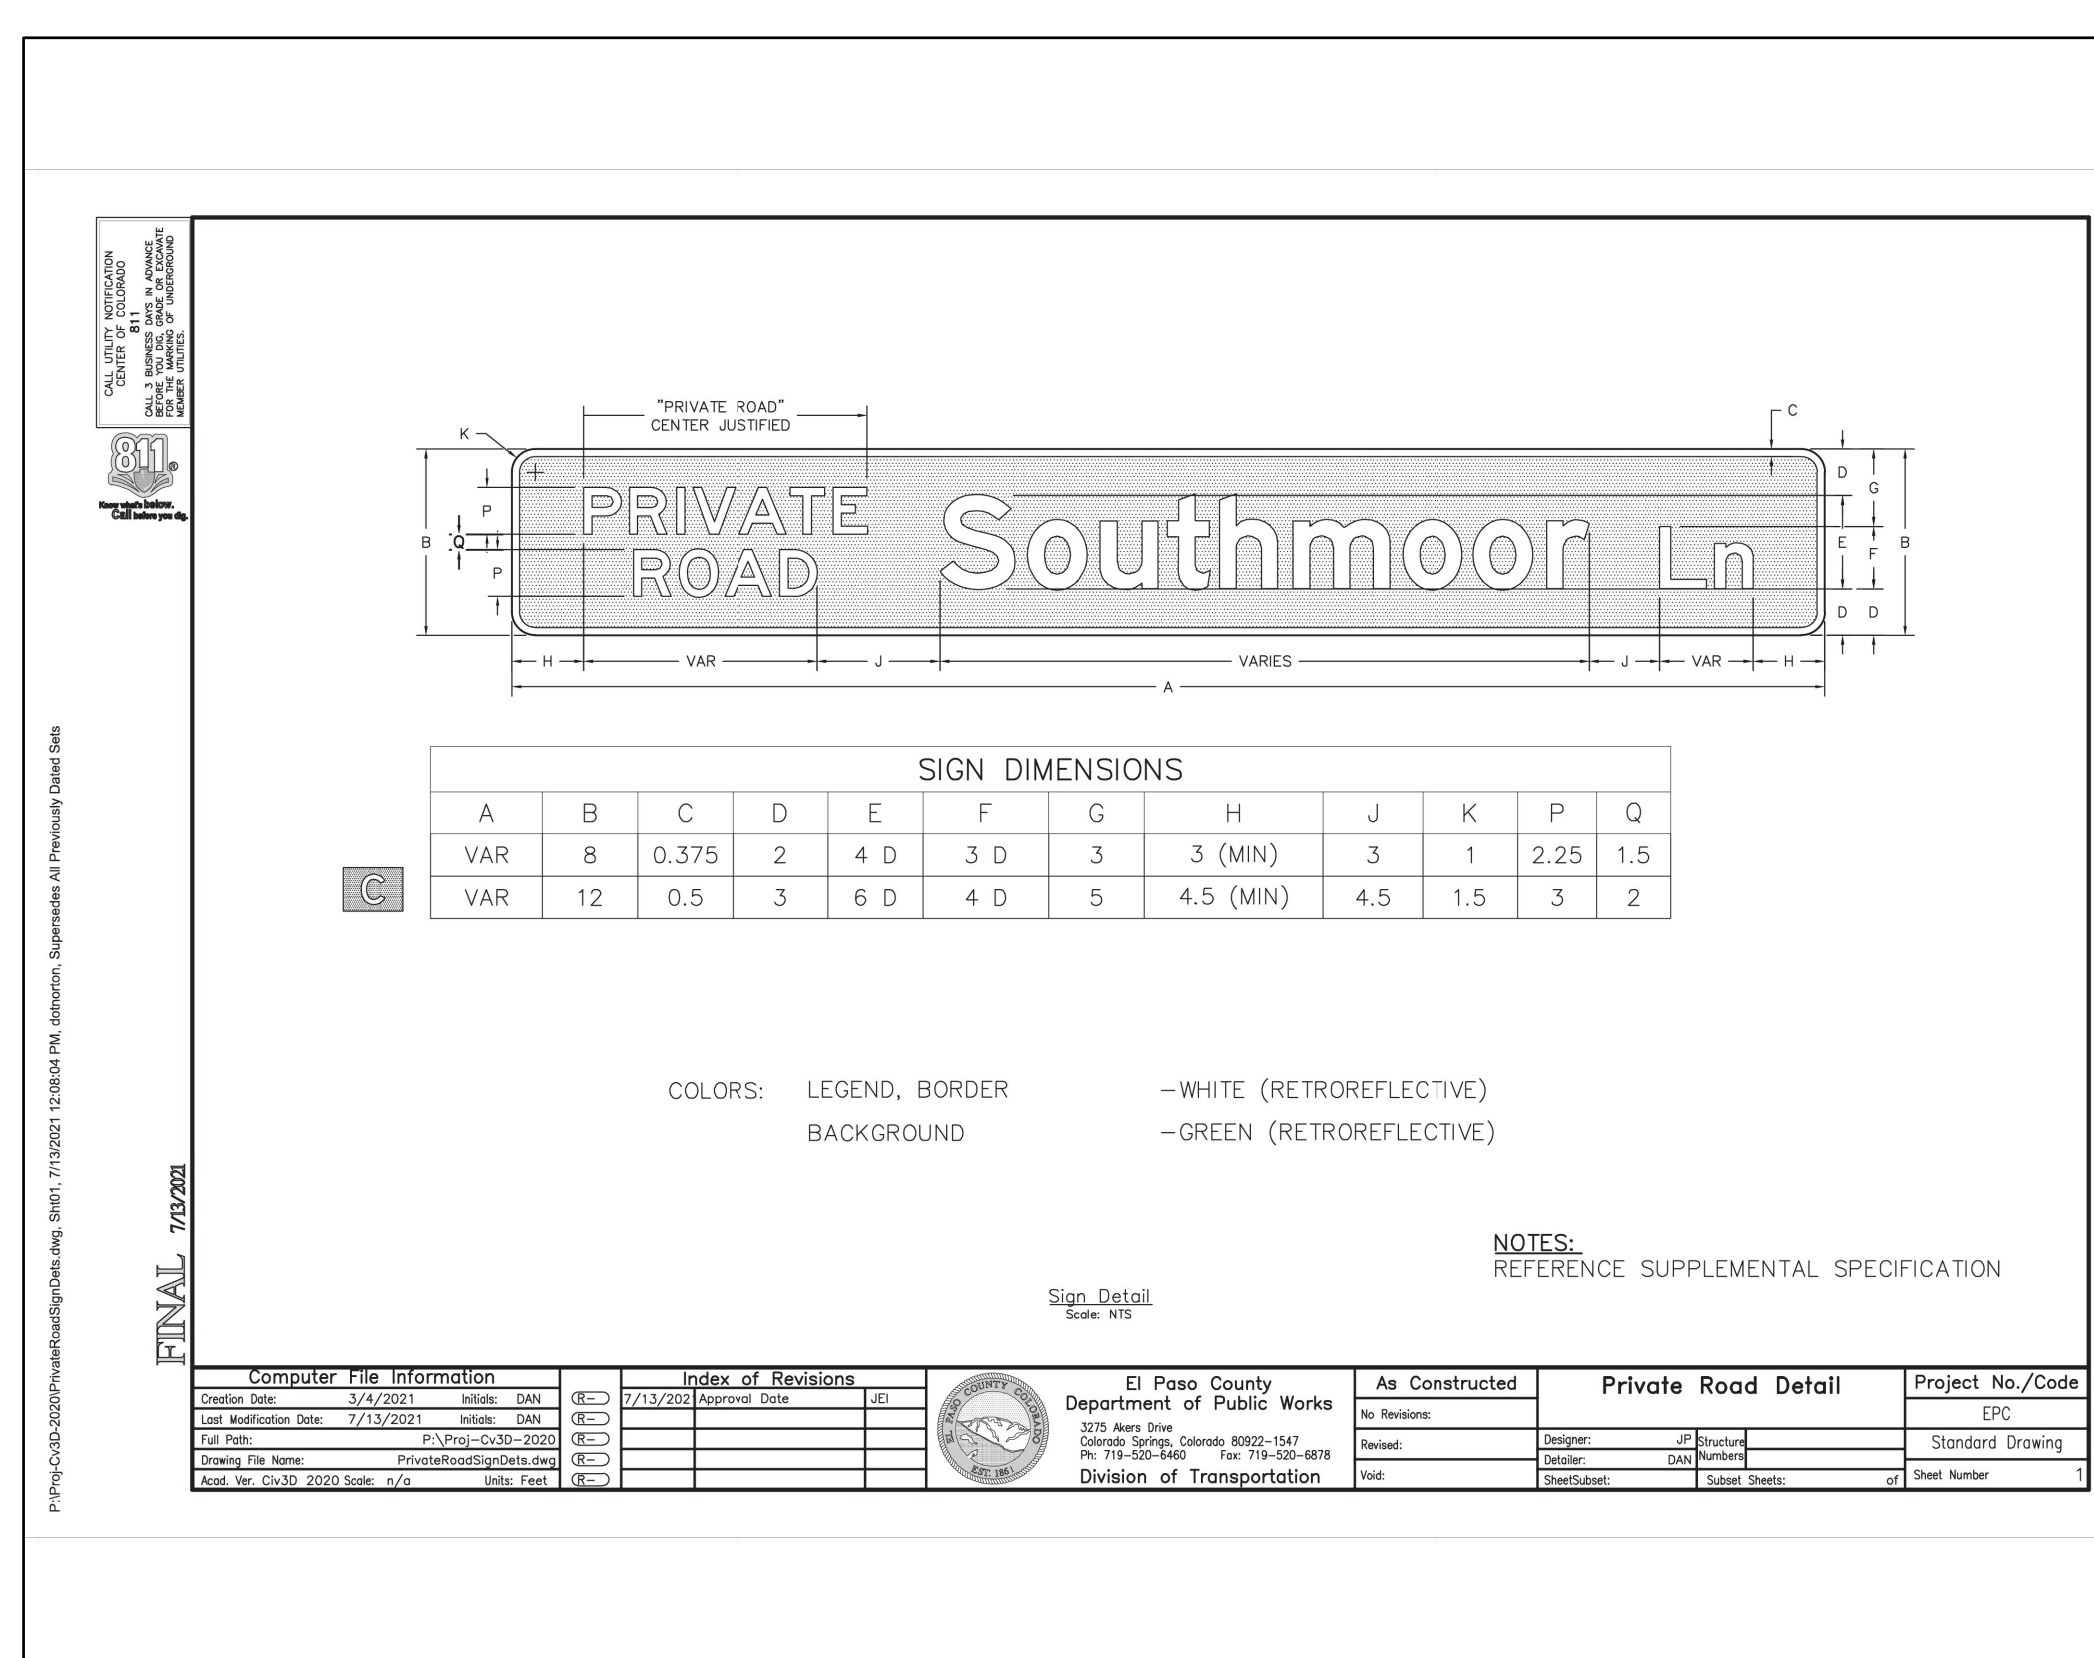 CALL UTILITY NOTIFICATION
CENTER OF COLORADO
811
CALL 3 BUSINESS DAYS IN ADVANCE
BEFORE YOU DIG, GRADE OR EXCAVATE
FOR THE MARKING OF UNDERGROUND
MEMBER UTILITIES.
811®
Know what's below.
Call before you dig.
P:\Proj-Cv3D-2020\PrivateRoadSignDets.dwg, Sht01, 7/13/2021 12:08:04 PM, dotnorton, Supersedes All Previously Dated Sets
FINAL 7/13/2021
"PRIVATE ROAD"
CENTER JUSTIFIED
K
C
B
P
Q
P
PRIVATE
ROAD
Southmoor
Ln
D
G
E
F
B
D
D
H
VAR
J
VARIES
J
VAR
H
A
SIGN DIMENSIONS
A B C D E F G H J K P Q
VAR 8 0.375 2 4 D 3 D 3 3 (MIN) 3 1 2.25 1.5
C
VAR 12 0.5 3 6 D 4 D 5 4.5 (MIN) 4.5 1.5 3 2
COLORS: LEGEND, BORDER –WHITE (RETROREFLECTIVE)
BACKGROUND –GREEN (RETROREFLECTIVE)
NOTES:
REFERENCE SUPPLEMENTAL SPECIFICATION
Sign Detail
Scale: NTS
Computer File Information
Creation Date: 3/4/2021 Initials: DAN
Last Modification Date: 7/13/2021 Initials: DAN
Full Path: P:\Proj-Cv3D-2020
Drawing File Name: PrivateRoadSignDets.dwg
Acad. Ver. Civ3D 2020 Scale: n/a Units: Feet
R-
R-
R-
R-
R-
Index of Revisions
7/13/202 Approval Date JEI
EL PASO COUNTY COLORADO
EST: 1861
El Paso County
Department of Public Works
3275 Akers Drive
Colorado Springs, Colorado 80922-1547
Ph: 719-520-6460 Fax: 719-520-6878
Division of Transportation
As Constructed
No Revisions:
Revised:
Void:
Private Road Detail
Designer: JP
Detailer: DAN
Structure
Numbers
SheetSubset:
Subset Sheets: of
Project No./Code
EPC
Standard Drawing
Sheet Number 1